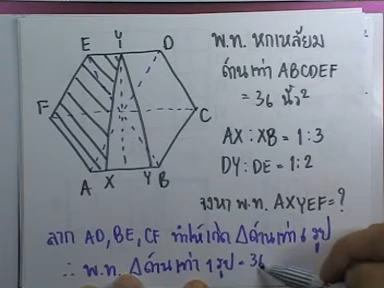 E Y D
พ.ท. หกเหลี่ยม
ด้านเท่า ABCDEF
= 36 นิ้ว²
F C
AX : XB = 1 : 3
DY : DE = 1 : 2
A X Y B
จงหา พ.ท. AXYEF = ?
ลาก AD, BE, CF ทำให้เกิด Δด้านเท่า 6 รูป
∴ พ.ท. Δด้านเท่า 1 รูป = 36